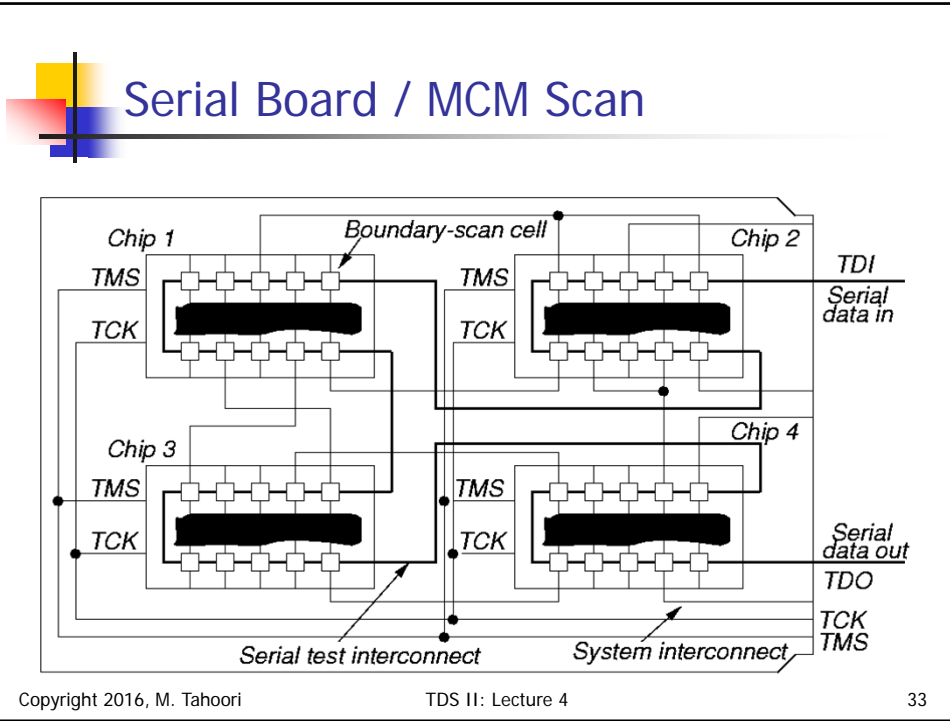 Serial Board / MCM Scan
Boundary-scan cell
Chip 1
Chip 2
TMS
TMS
TDI
Serial
data in
TCK
TCK
Chip 3
Chip 4
TMS
TMS
TCK
TCK
Serial
data out
TDO
TCK
TMS
Serial test interconnect
System interconnect
Copyright 2016, M. Tahoori
TDS II: Lecture 4
33